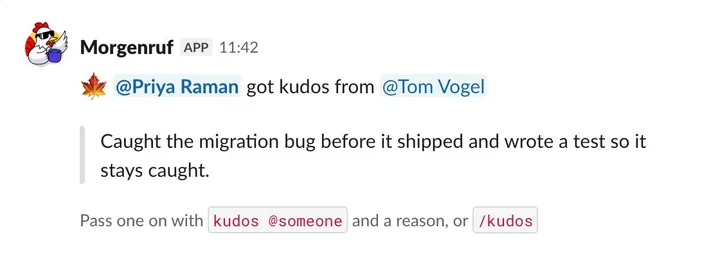 Morgenruf APP 11:42
@Priya Raman got kudos from @Tom Vogel
Caught the migration bug before it shipped and wrote a test so it
stays caught.
Pass one on with kudos @someone and a reason, or /kudos